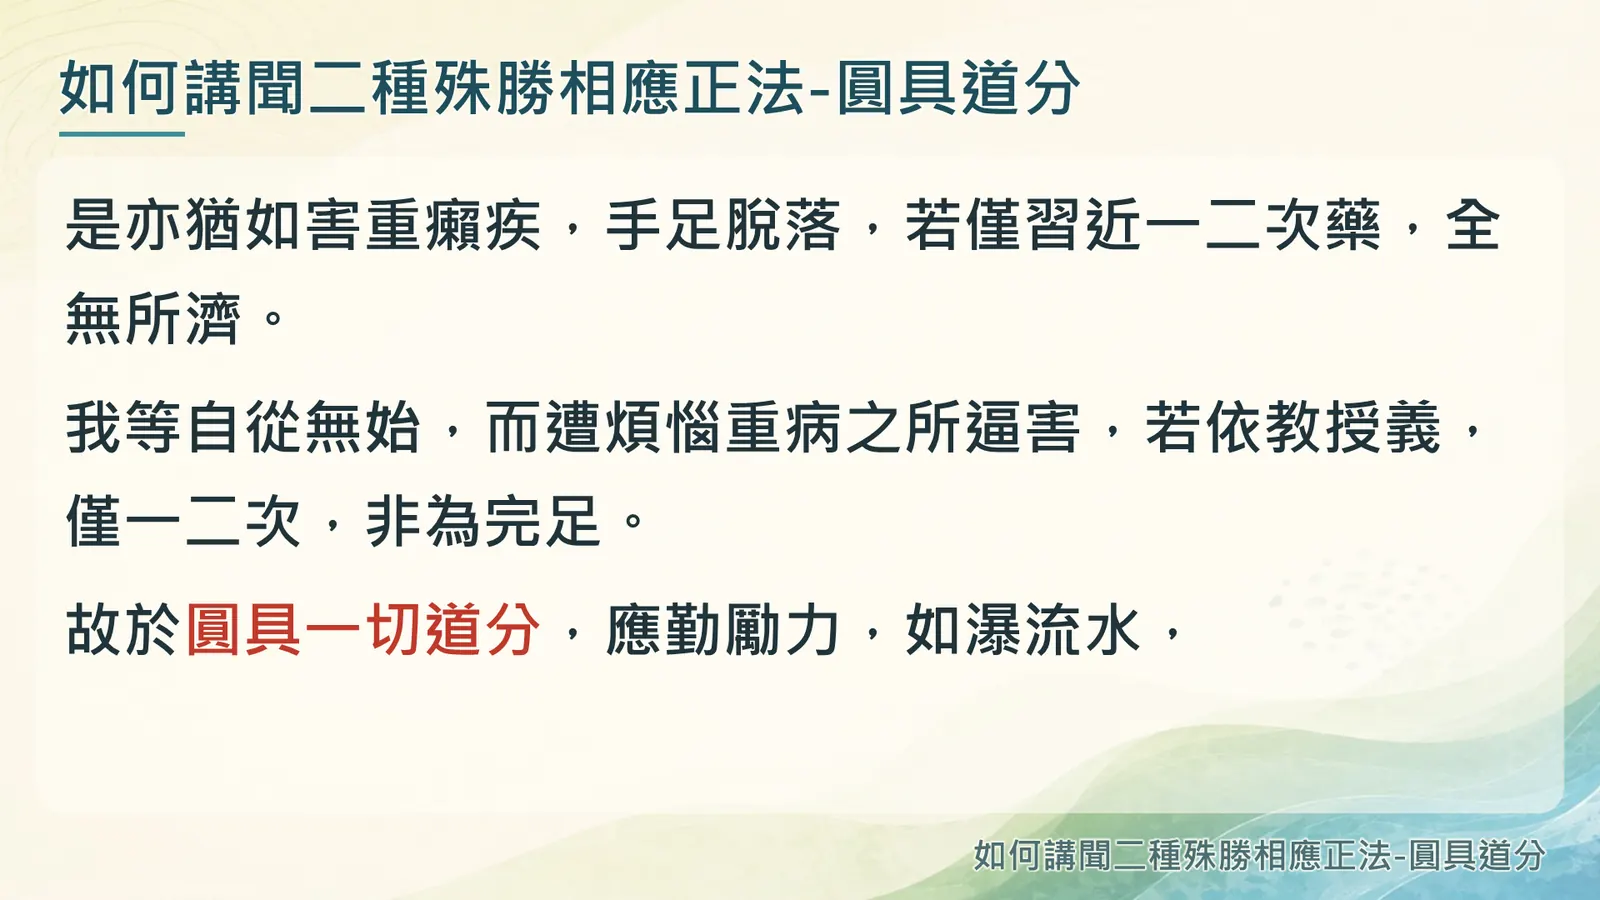 如何講聞二種殊勝相應正法-圓具道分
是亦猶如害重癩疾，手足脫落，若僅習近一二次藥，全
無所濟。
我等自從無始，而遭煩惱重病之所逼害，若依教授義，
僅一二次，非為完足。
故於圓具一切道分，應勤勵力，如瀑流水，
如何講聞二種殊勝相應正法-圓具道分